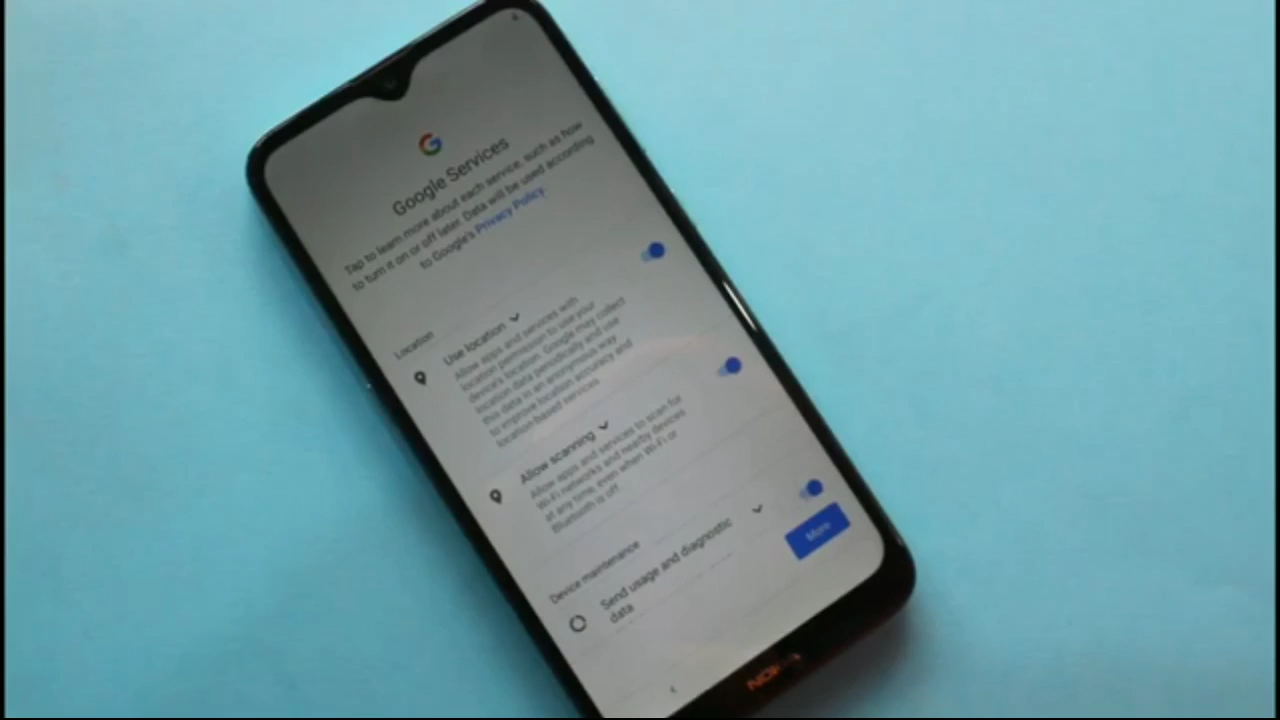 Google Services
Tap to learn more about each service, such as how
to turn it on or off later. Data will be used according
to Google's Privacy Policy.
Location
Use location
Allow apps and services with
location permission to use your
device's location. Google may collect
location data periodically and use
this data in an anonymous way
to improve location accuracy and
location-based services.
Allow scanning
Allow apps and services to scan for
Wi-Fi networks and nearby devices
at any time, even when Wi-Fi or
Bluetooth is off.
Device maintenance
Send usage and diagnostic
data
More
NOKIA